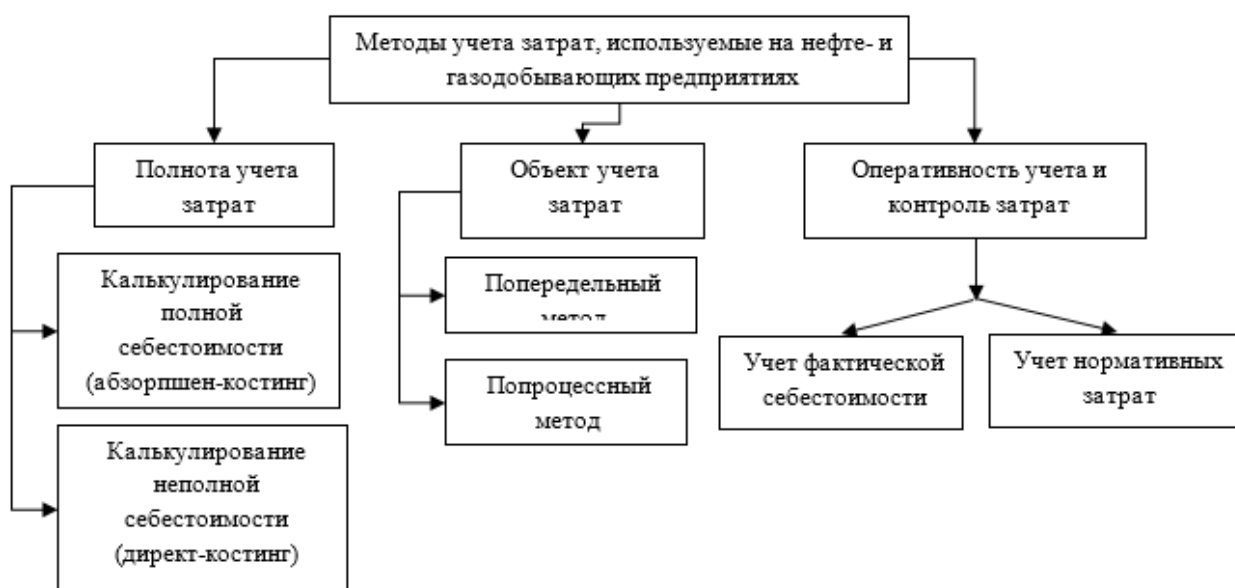 Методы учета затрат, используемые на нефте- и
газодобывающих предприятиях
Полнота учета
затрат
Объект учета
затрат
Оперативность учета и
контроль затрат
Калькулирование
полной
себестоимости
(абзорпшен-костинг)
Попередельный
метод
Учет фактической
себестоимости
Учет нормативных
затрат
Попроцессный
метод
Калькулирование
неполной
себестоимости
(директ-костинг)